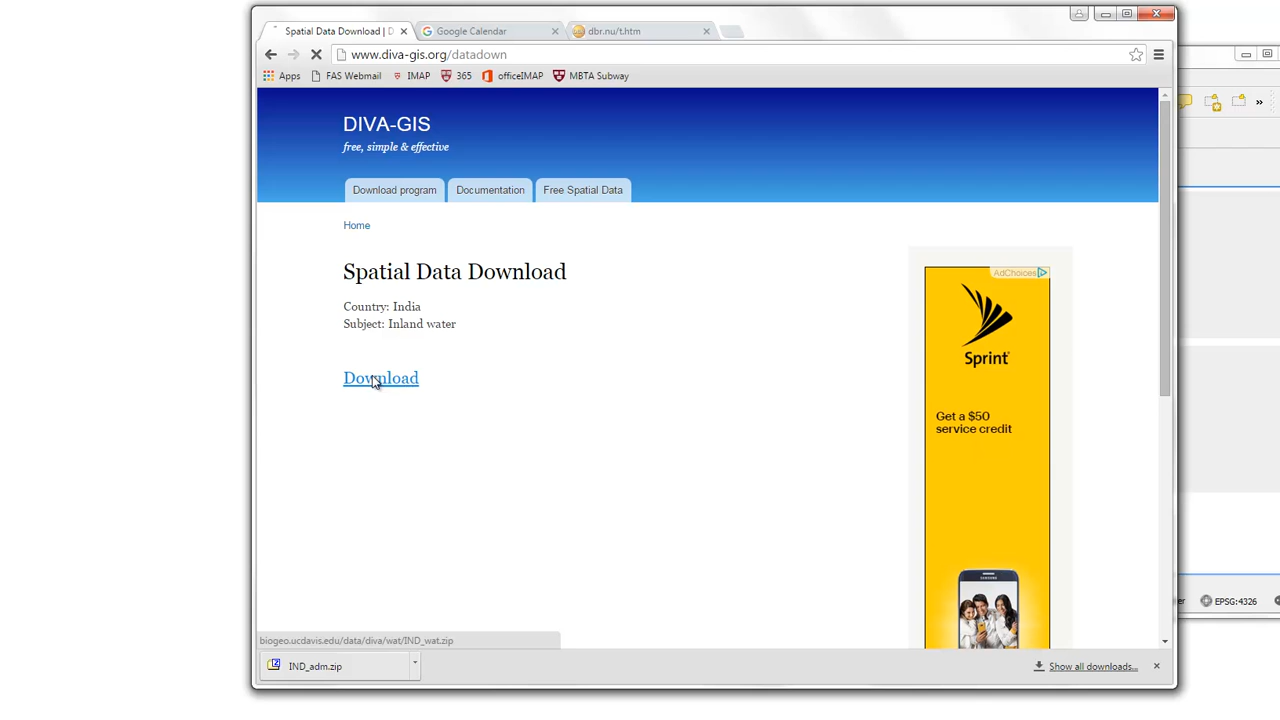 Spatial Data Download | D
Google Calendar
dbr.nu/t.htm
www.diva-gis.org/datadown
Apps
FAS Webmail
IMAP
365
officeIMAP
MBTA Subway
»
DIVA-GIS
free, simple & effective
Download program
Documentation
Free Spatial Data
Home
Spatial Data Download
AdChoices
Country: India
Subject: Inland water
Sprint
Download
Get a $50
service credit
er
EPSG:4326
biogeo.ucdavis.edu/data/diva/wat/IND_wat.zip
IND_adm.zip
Show all downloads...